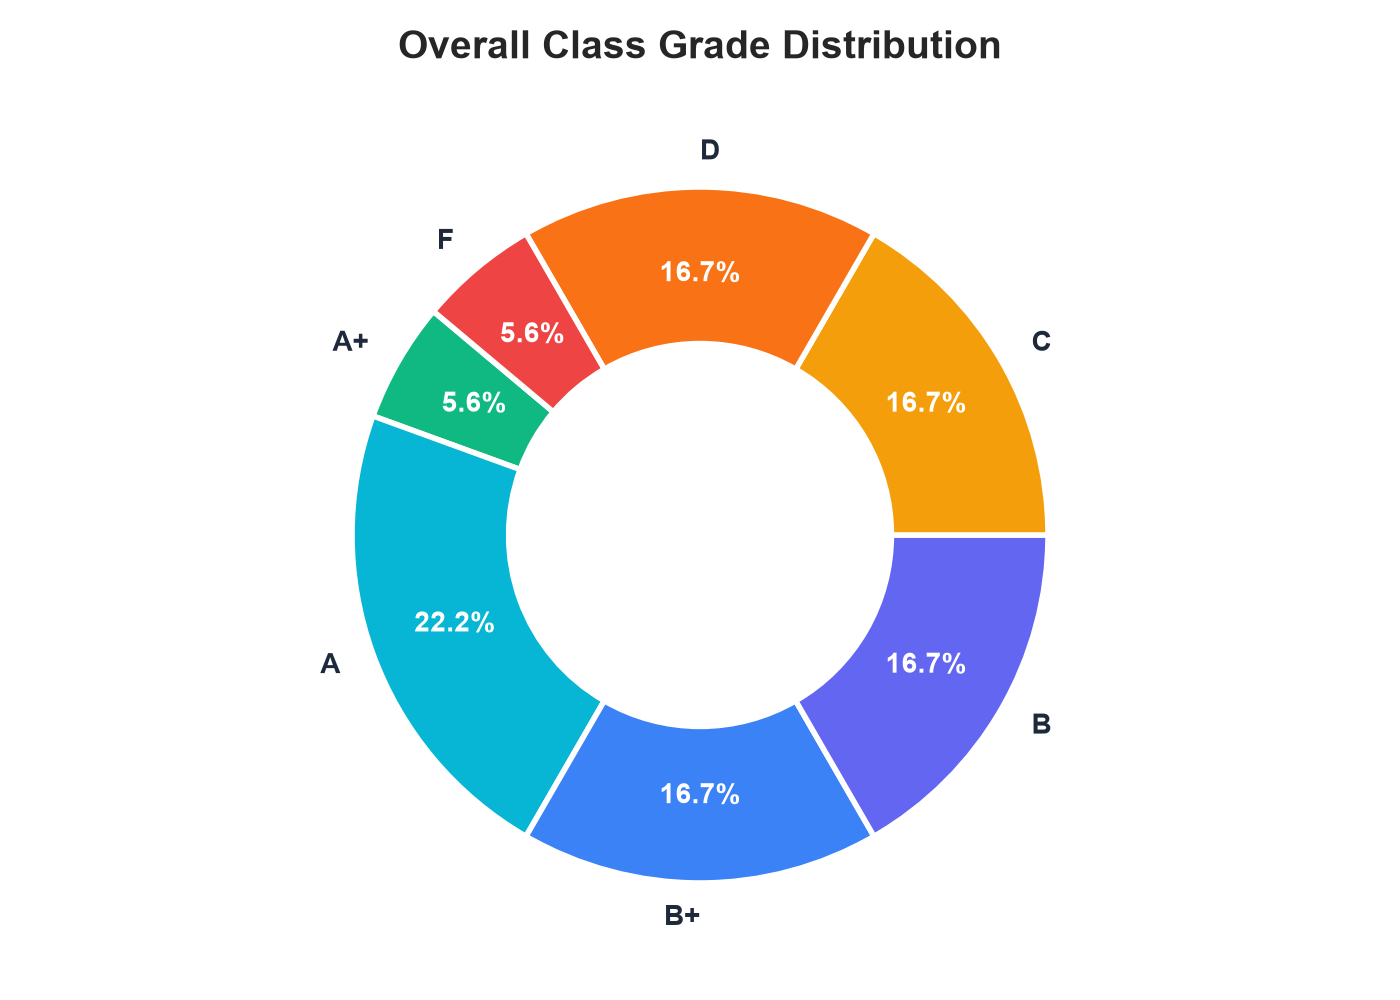 Overall Class Grade Distribution
D
F
16.7%
5.6%
A+
C
5.6%
16.7%
22.2%
A
16.7%
B
16.7%
B+